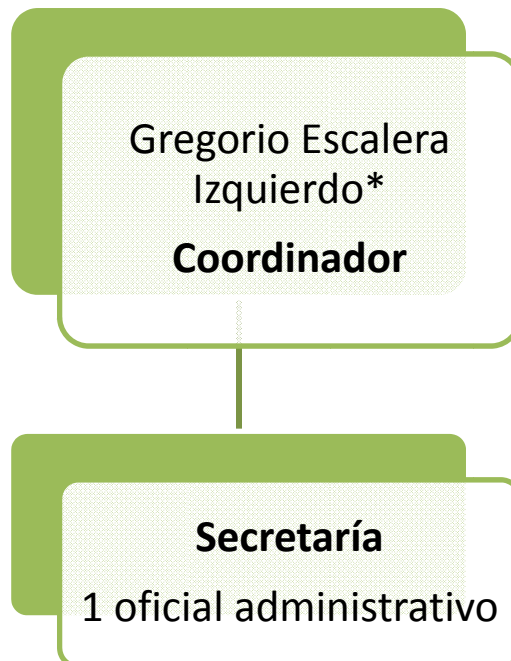 Gregorio Escalera
Izquierdo*
Coordinador
Secretaría
1 oficial administrativo